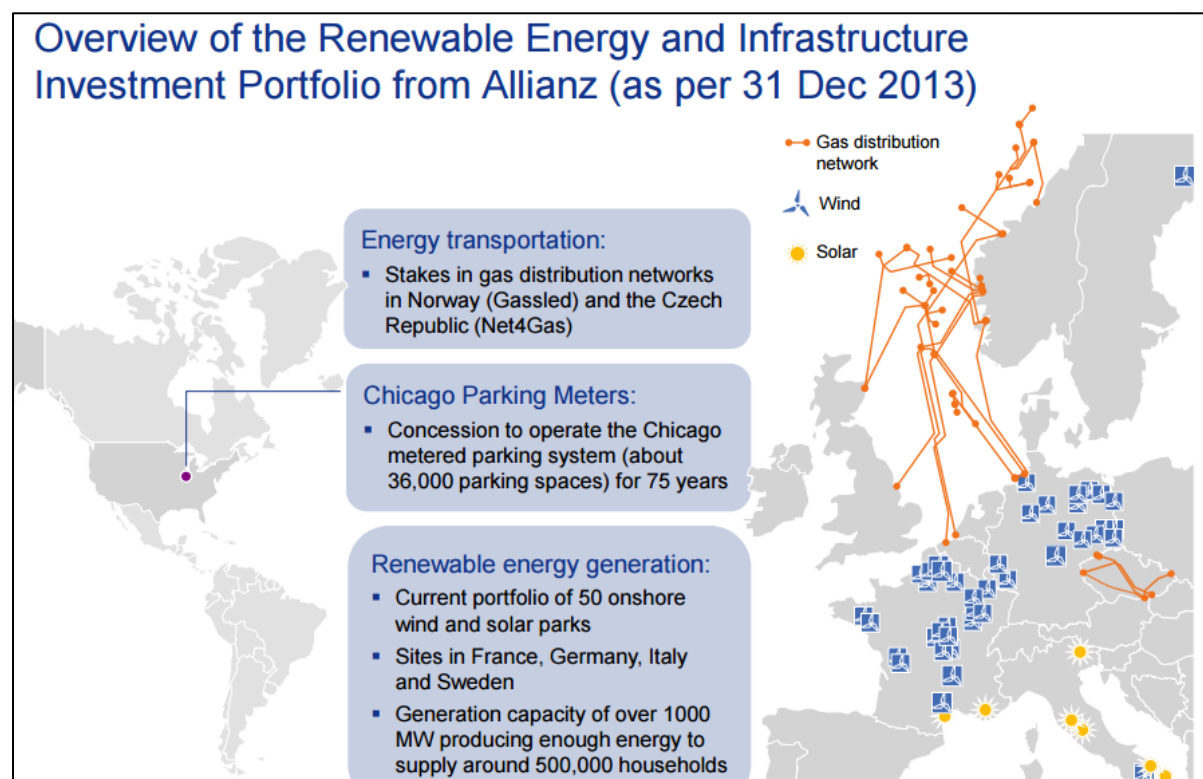 Overview of the Renewable Energy and Infrastructure
Investment Portfolio from Allianz (as per 31 Dec 2013)
Gas distribution
network
Wind
Solar
Energy transportation:
▪ Stakes in gas distribution networks
in Norway (Gassled) and the Czech
Republic (Net4Gas)
Chicago Parking Meters:
▪ Concession to operate the Chicago
metered parking system (about
36,000 parking spaces) for 75 years
Renewable energy generation:
▪ Current portfolio of 50 onshore
wind and solar parks
▪ Sites in France, Germany, Italy
and Sweden
▪ Generation capacity of over 1000
MW producing enough energy to
supply around 500,000 households